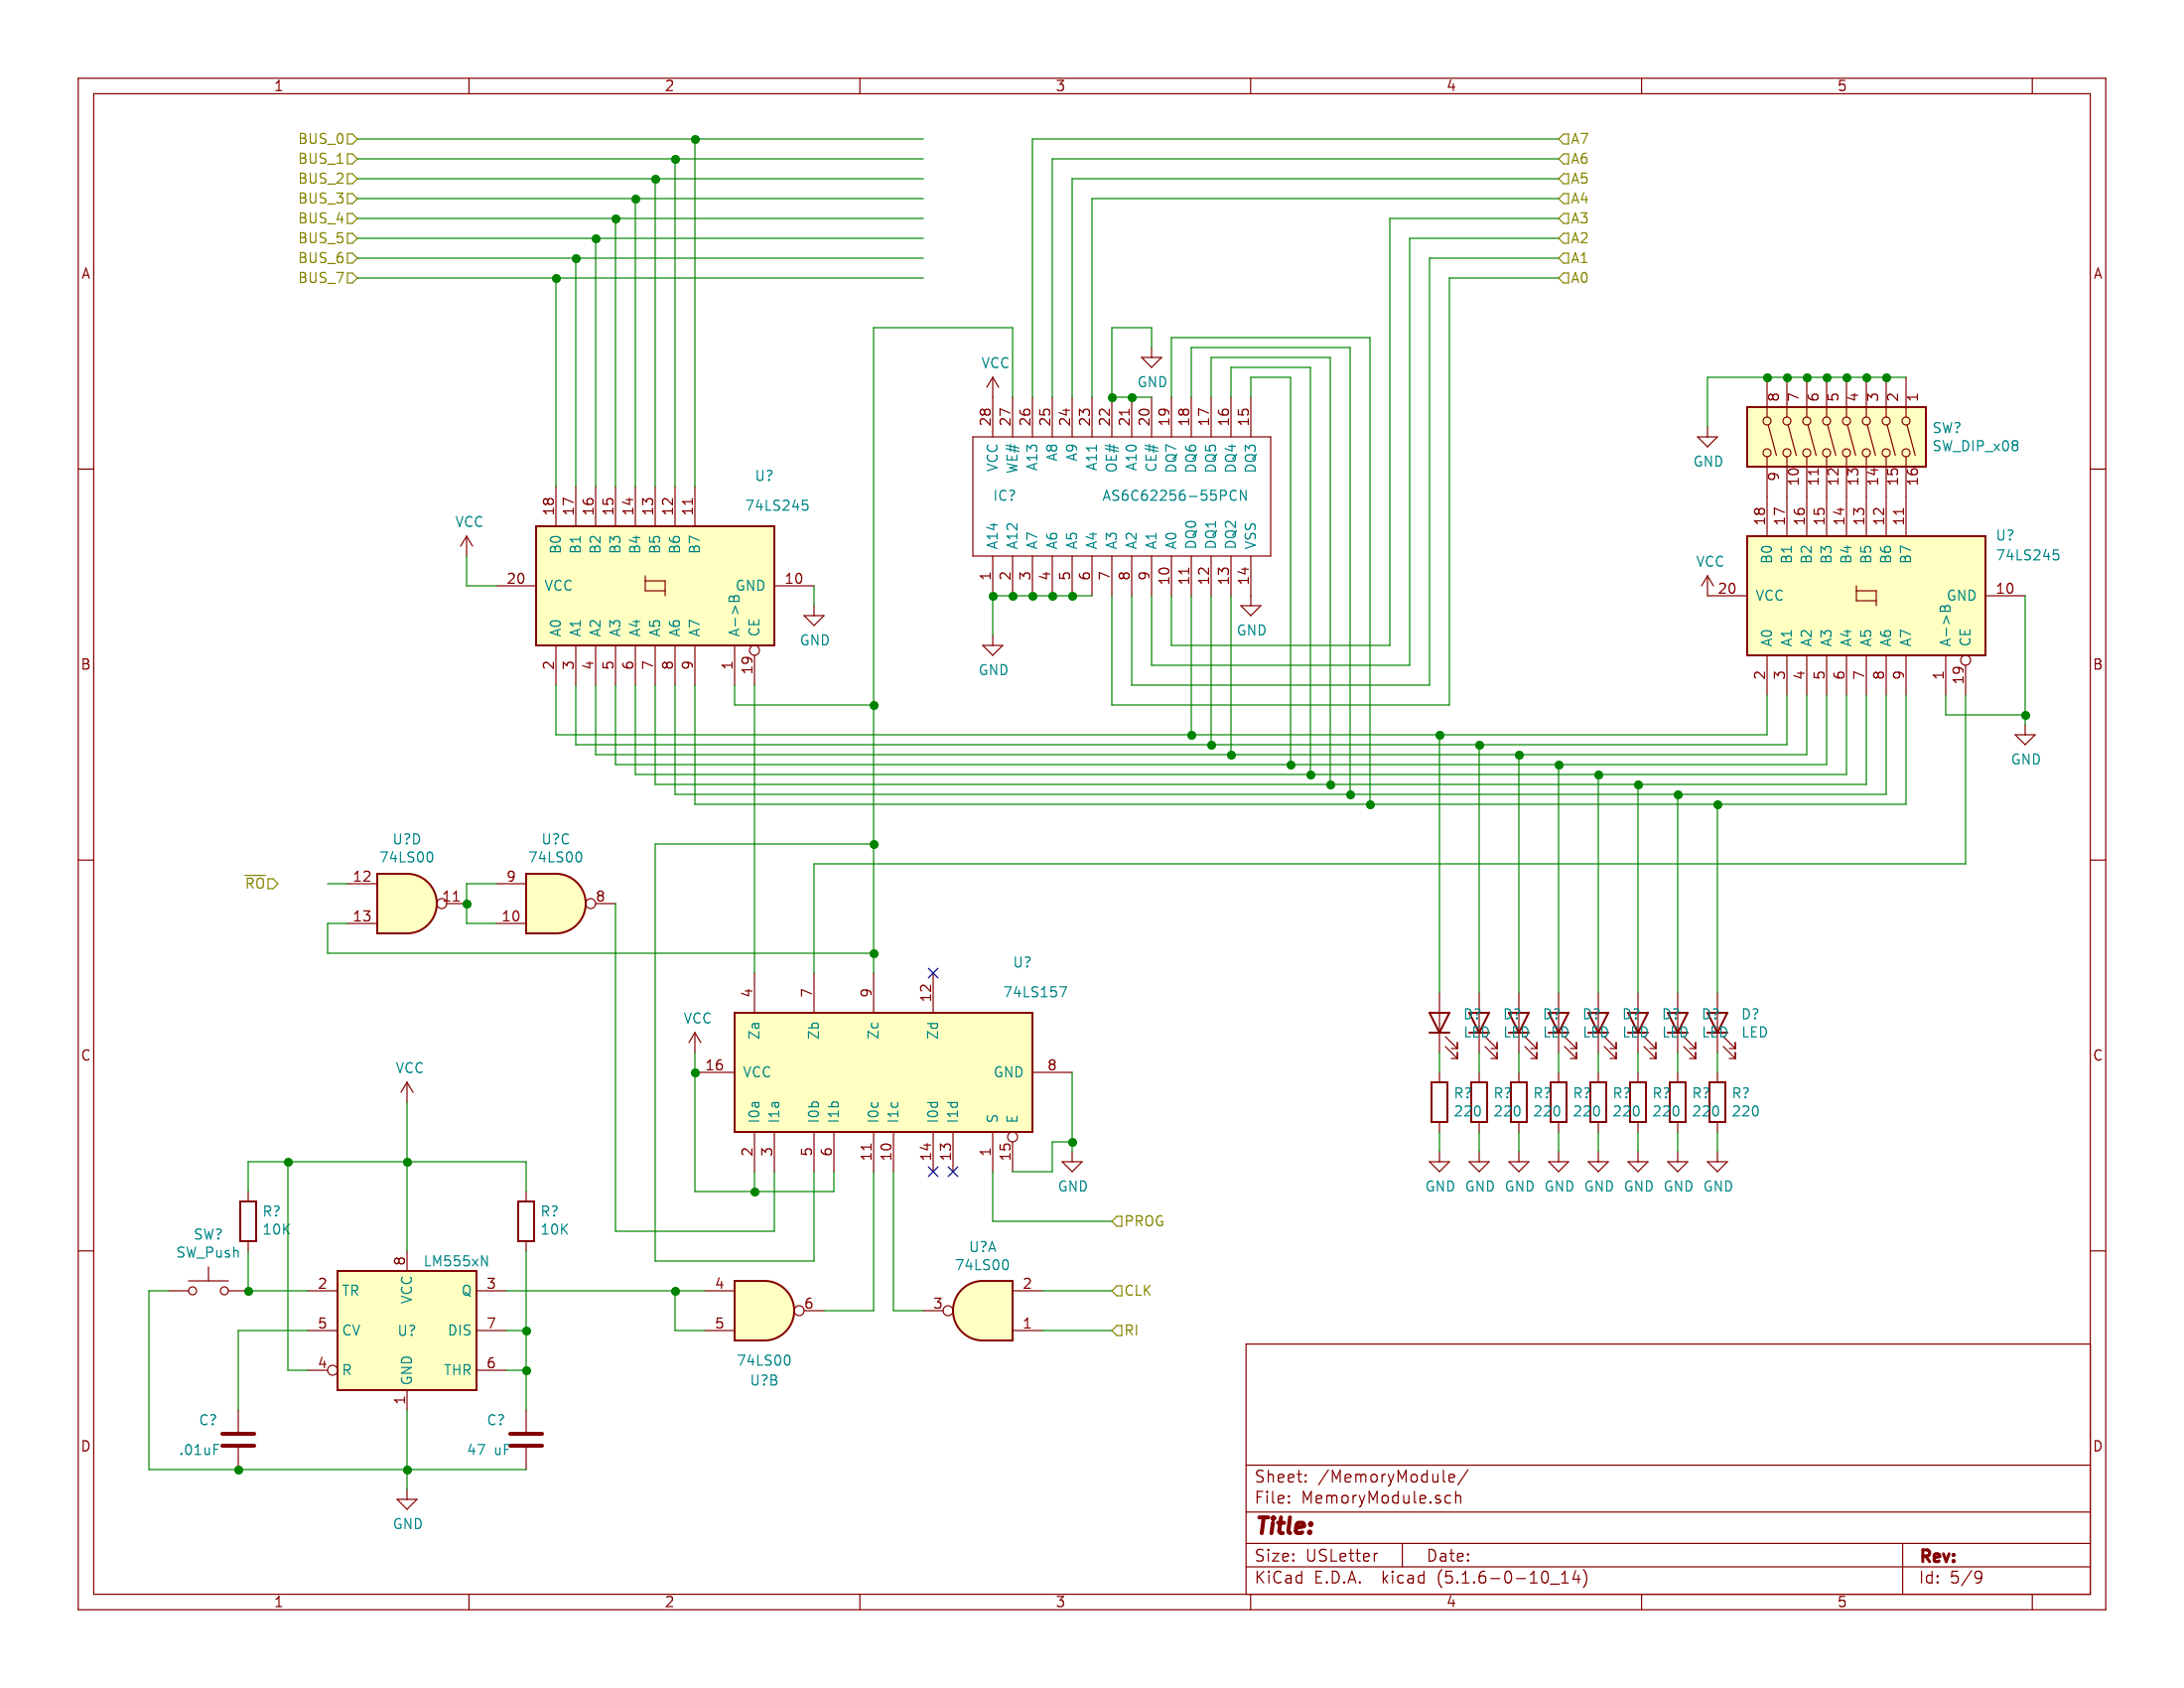 1 2 3 4 5
A A
B B
C C
D D
1 2 3 4 5
BUS_0
BUS_1
BUS_2
BUS_3
BUS_4
BUS_5
BUS_6
BUS_7
A7
A6
A5
A4
A3
A2
A1
A0
VCC
GND
28 27 26 25 24 23 22 21 20 19 18 17 16 15
VCC WE# A13 A8 A9 A11 OE# A10 CE# DQ7 DQ6 DQ5 DQ4 DQ3
IC? AS6C62256-55PCN
A14 A12 A7 A6 A5 A4 A3 A2 A1 A0 DQ0 DQ1 DQ2 VSS
1 2 3 4 5 6 7 8 9 10 11 12 13 14
GND
GND
8 7 6 5 4 3 2 1
SW?
SW_DIP_x08
9 10 11 12 13 14 15 16
GND
U?
74LS245
VCC
18 17 16 15 14 13 12 11
B0 B1 B2 B3 B4 B5 B6 B7
20 VCC GND 10
A0 A1 A2 A3 A4 A5 A6 A7 A->B CE
2 3 4 5 6 7 8 9 1 19
GND
U?
74LS245
VCC
18 17 16 15 14 13 12 11
B0 B1 B2 B3 B4 B5 B6 B7
20 VCC GND 10
A0 A1 A2 A3 A4 A5 A6 A7 A->B CE
2 3 4 5 6 7 8 9 1 19
GND
U?D
74LS00
U?C
74LS00
RO
12
13
11
9
10
8
U?
74LS157
4 7 9 12
Za Zb Zc Zd
VCC
16 VCC GND 8
I0a I1a I0b I1b I0c I1c I0d I1d S E
2 3 5 6 11 10 14 13 1 15
GND
PROG
D? D? D? D? D? D? D? D?
LED LED LED LED LED LED LED LED
R? R? R? R? R? R? R? R?
220 220 220 220 220 220 220 220
GND GND GND GND GND GND GND GND
VCC
R?
10K
R?
10K
SW?
SW_Push
LM555xN
8
VCC
2 TR Q 3
5 CV U? DIS 7
4 R THR 6
GND
1
C?
.01uF
C?
47 uF
GND
4
5
6
74LS00
U?B
U?A
74LS00
3
2
1
CLK
RI
Sheet: /MemoryModule/
File: MemoryModule.sch
Title:
Size: USLetter Date: Rev:
KiCad E.D.A. kicad (5.1.6-0-10_14) Id: 5/9